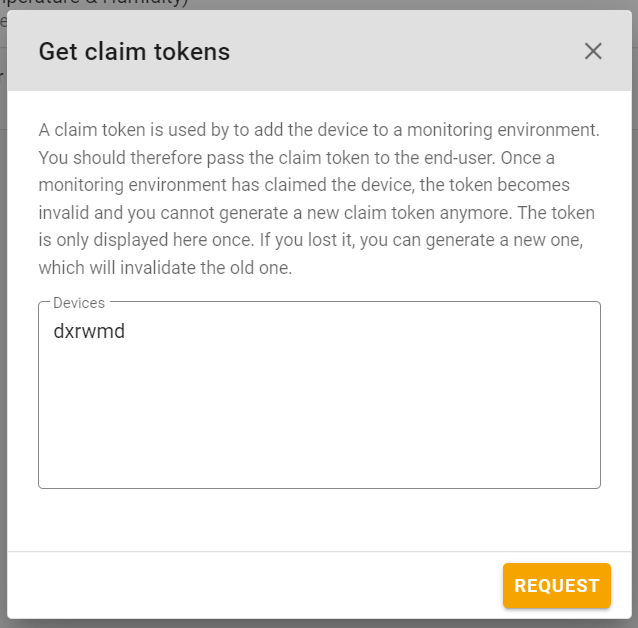 perature & Humidity)
Get claim tokens
A claim token is used by to add the device to a monitoring environment.
You should therefore pass the claim token to the end-user. Once a
monitoring environment has claimed the device, the token becomes
invalid and you cannot generate a new claim token anymore. The token
is only displayed here once. If you lost it, you can generate a new one,
which will invalidate the old one.
Devices
dxrwmd
REQUEST